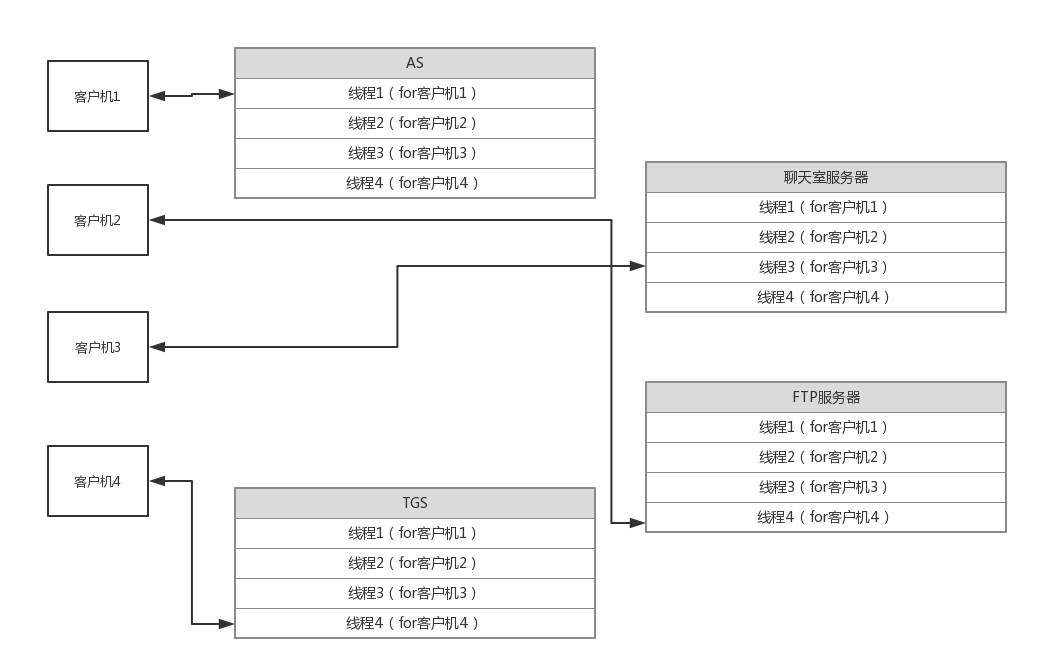 客户机1
客户机2
客户机3
客户机4
AS
线程1（for客户机1）
线程2（for客户机2）
线程3（for客户机3）
线程4（for客户机4）
聊天室服务器
线程1（for客户机1）
线程2（for客户机2）
线程3（for客户机3）
线程4（for客户机4）
FTP服务器
线程1（for客户机1）
线程2（for客户机2）
线程3（for客户机3）
线程4（for客户机4）
TGS
线程1（for客户机1）
线程2（for客户机2）
线程3（for客户机3）
线程4（for客户机4）